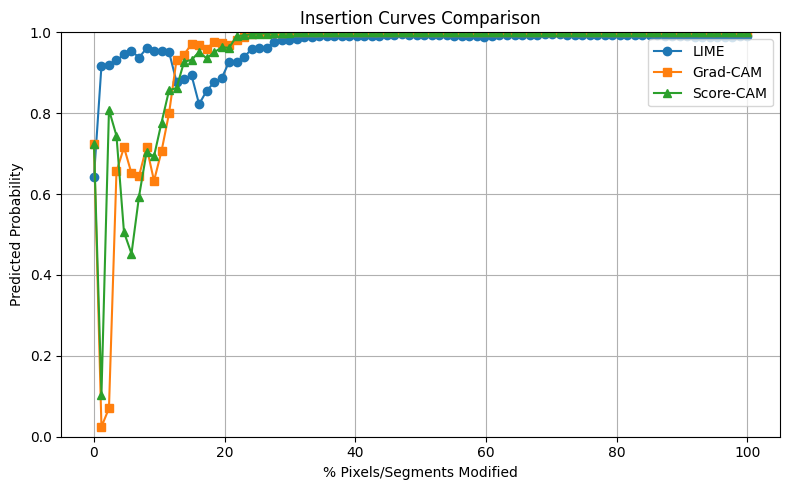 Insertion Curves Comparison
1.0
0.8
0.6
0.4
0.2
0.0
Predicted Probability
LIME
Grad-CAM
Score-CAM
0 20 40 60 80 100
% Pixels/Segments Modified